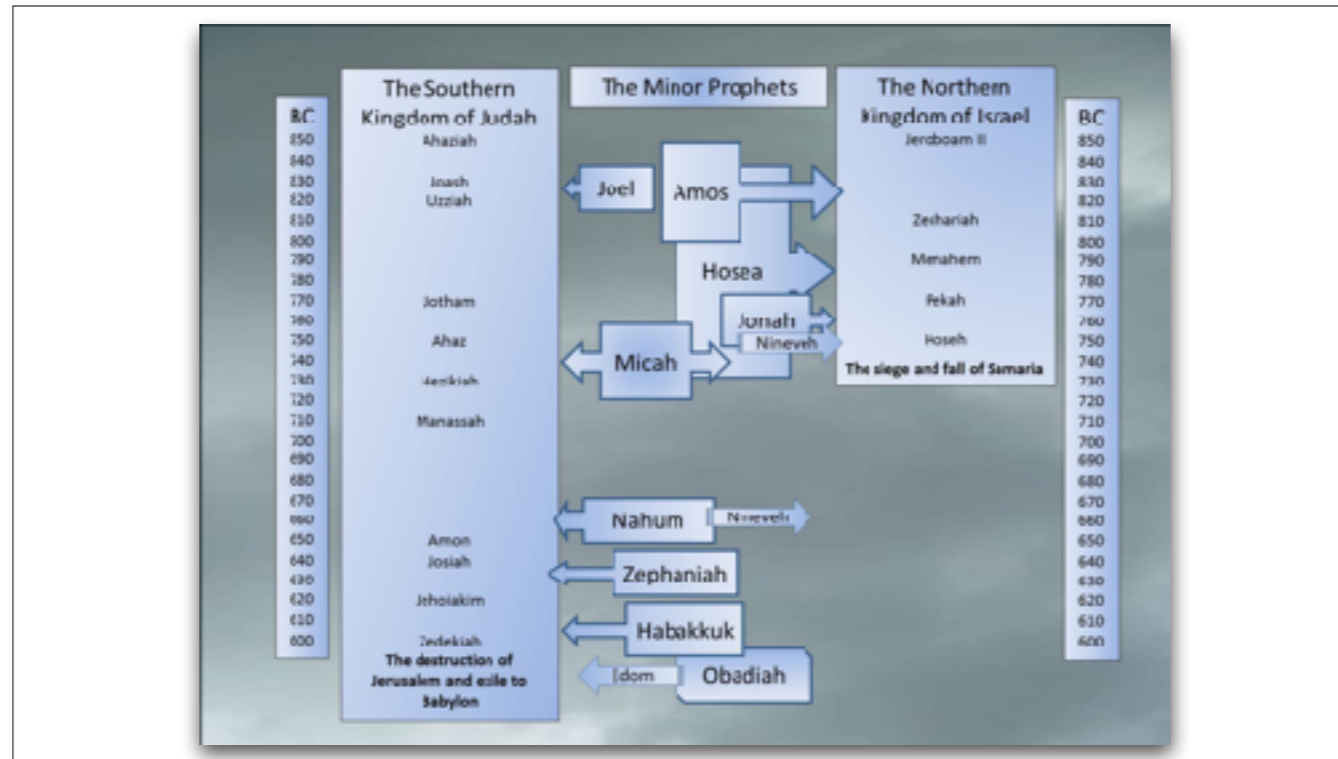 The Southern
Kingdom of Judah
The Minor Prophets
The Northern
Kingdom of Israel
BC
850
840
830
820
810
800
790
780
770
760
750
740
730
720
710
700
690
680
670
660
650
640
630
620
610
600
Ahaziah
Joash
Uzziah
Jotham
Ahaz
Hezikiah
Manassah
Amon
Josiah
Jehoiakim
Zedekiah
The destruction of
Jerusalem and exile to
Babylon
Joel
Amos
Hosea
Jonah
Nineveh
Micah
Nahum
Nineveh
Zephaniah
Habakkuk
Edom
Obadiah
Jeroboam II
Zechariah
Menahem
Pekah
Hoseh
The siege and fall of Samaria
BC
850
840
830
820
810
800
790
780
770
760
750
740
730
720
710
700
690
680
670
660
650
640
630
620
610
600